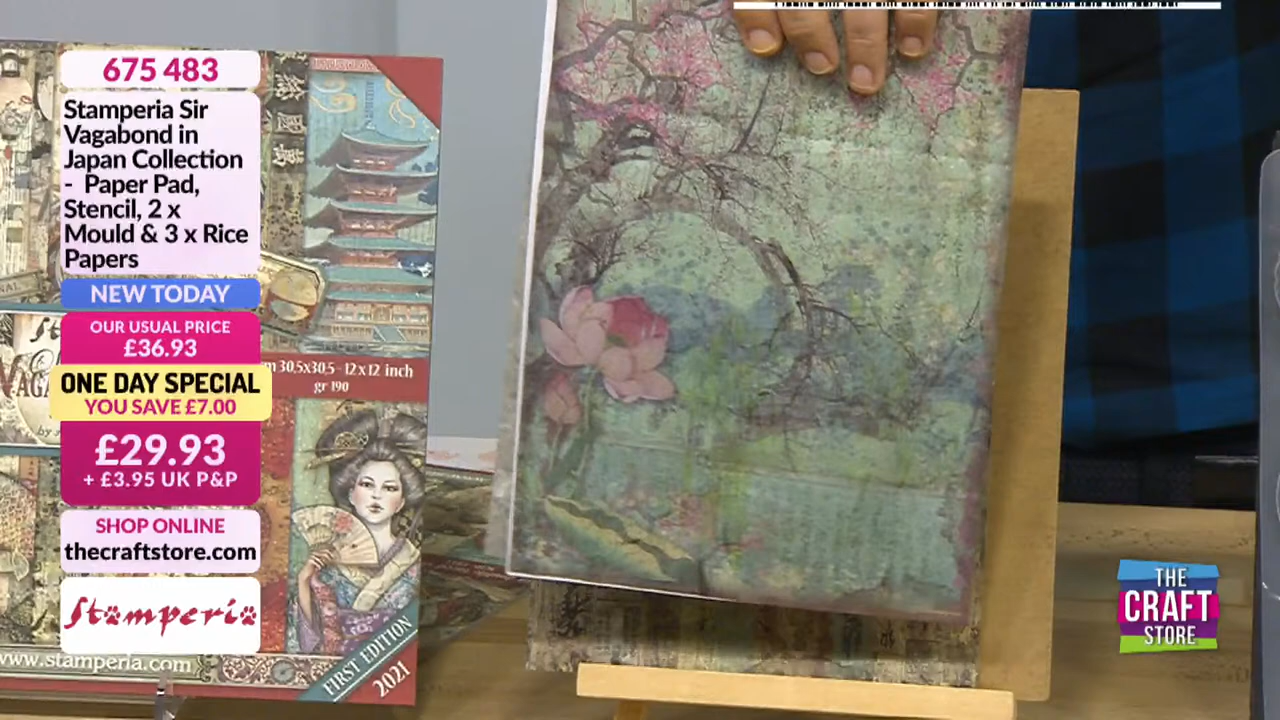 675 483
Stamperia Sir
Vagabond in
Japan Collection
- Paper Pad,
Stencil, 2 x
Mould & 3 x Rice
Papers
NEW TODAY
OUR USUAL PRICE
£36.93
ONE DAY SPECIAL
YOU SAVE £7.00
£29.93
+ £3.95 UK P&P
SHOP ONLINE
thecraftstore.com
Stamperia
www.stamperia.com
30,5x30,5 - 12x12 inch
gr 190
FIRST EDITION
2021
THE
CRAFT
STORE